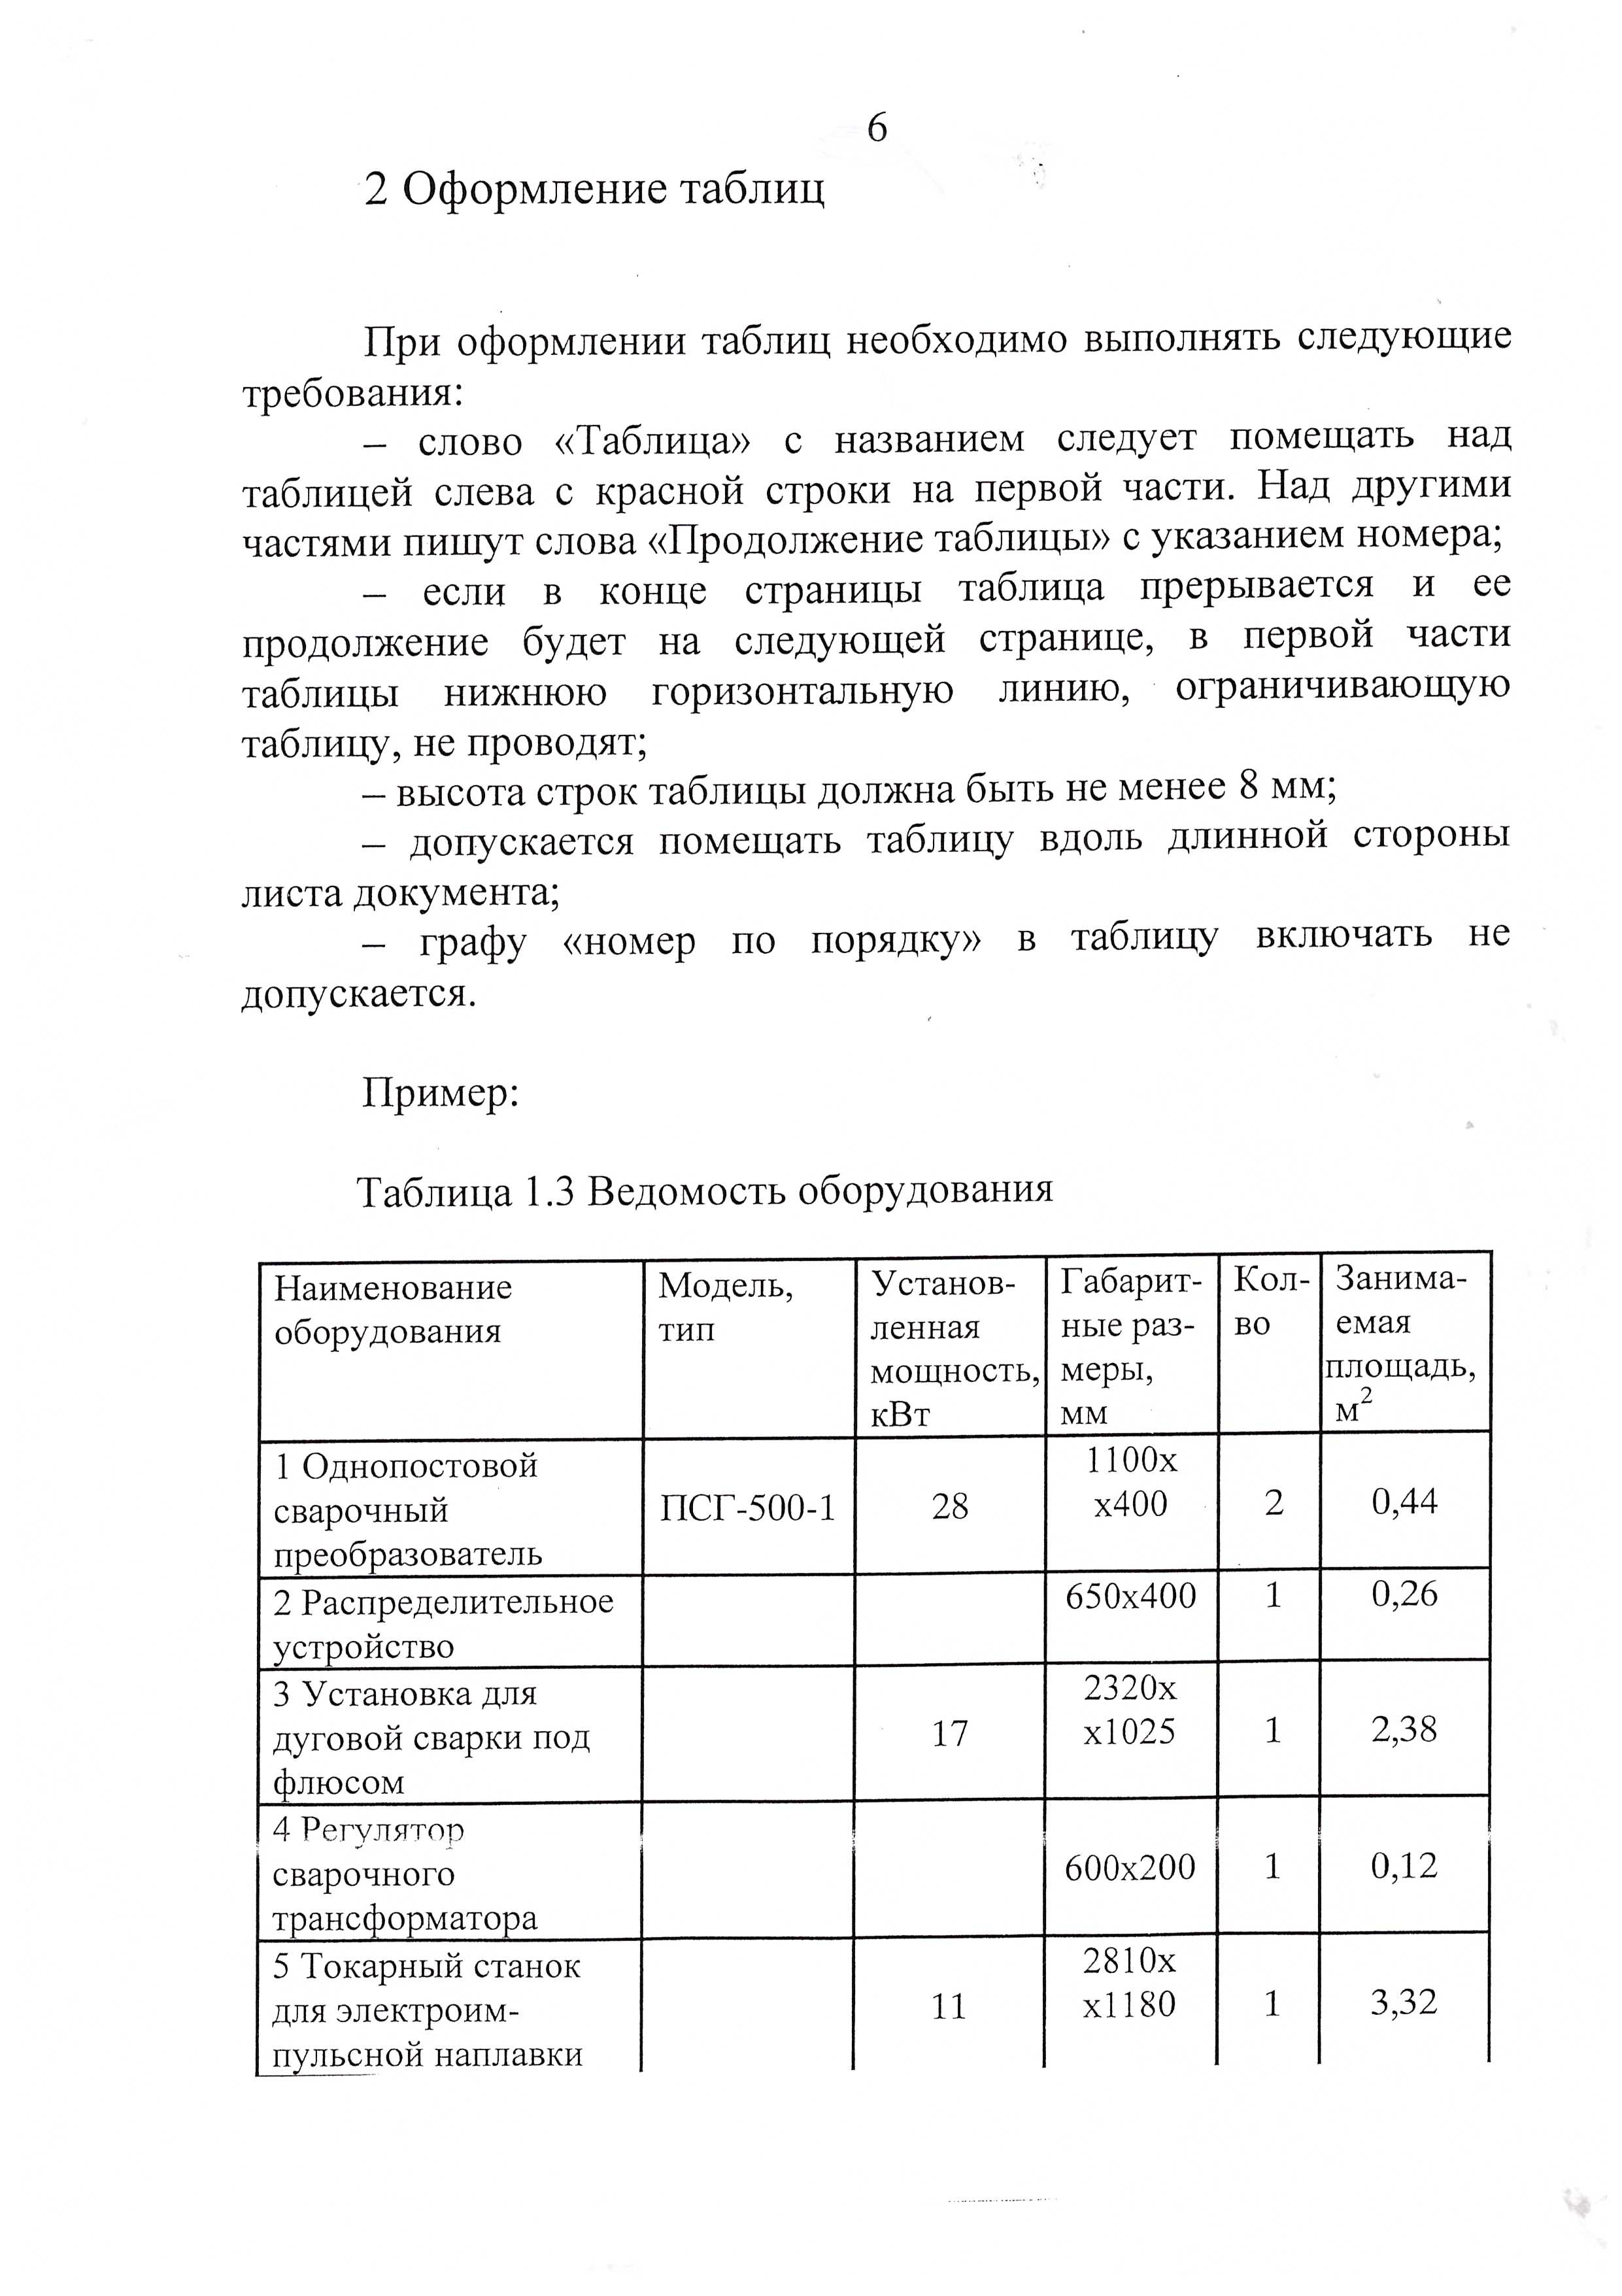 6
2 Оформление таблиц
При оформлении таблиц необходимо выполнять следующие
требования:
– слово «Таблица» с названием следует помещать над
таблицей слева с красной строки на первой части. Над другими
частями пишут слова «Продолжение таблицы» с указанием номера;
– если в конце страницы таблица прерывается и ее
продолжение будет на следующей странице, в первой части
таблицы нижнюю горизонтальную линию, ограничивающую
таблицу, не проводят;
– высота строк таблицы должна быть не менее 8 мм;
– допускается помещать таблицу вдоль длинной стороны
листа документа;
– графу «номер по порядку» в таблицу включать не
допускается.
Пример:
Таблица 1.3 Ведомость оборудования
Наименование
оборудования
Модель,
тип
Установ-
ленная
мощность,
кВт
Габарит-
ные раз-
меры,
мм
Кол-
во
Занима-
емая
площадь,
м²
1 Однопостовой
сварочный
преобразователь
ПСГ-500-1
28
1100х
х400
2
0,44
2 Распределительное
устройство
650х400
1
0,26
3 Установка для
дуговой сварки под
флюсом
17
2320х
х1025
1
2,38
4 Регулятор
сварочного
трансформатора
600х200
1
0,12
5 Токарный станок
для электроим-
пульсной наплавки
11
2810х
х1180
1
3,32